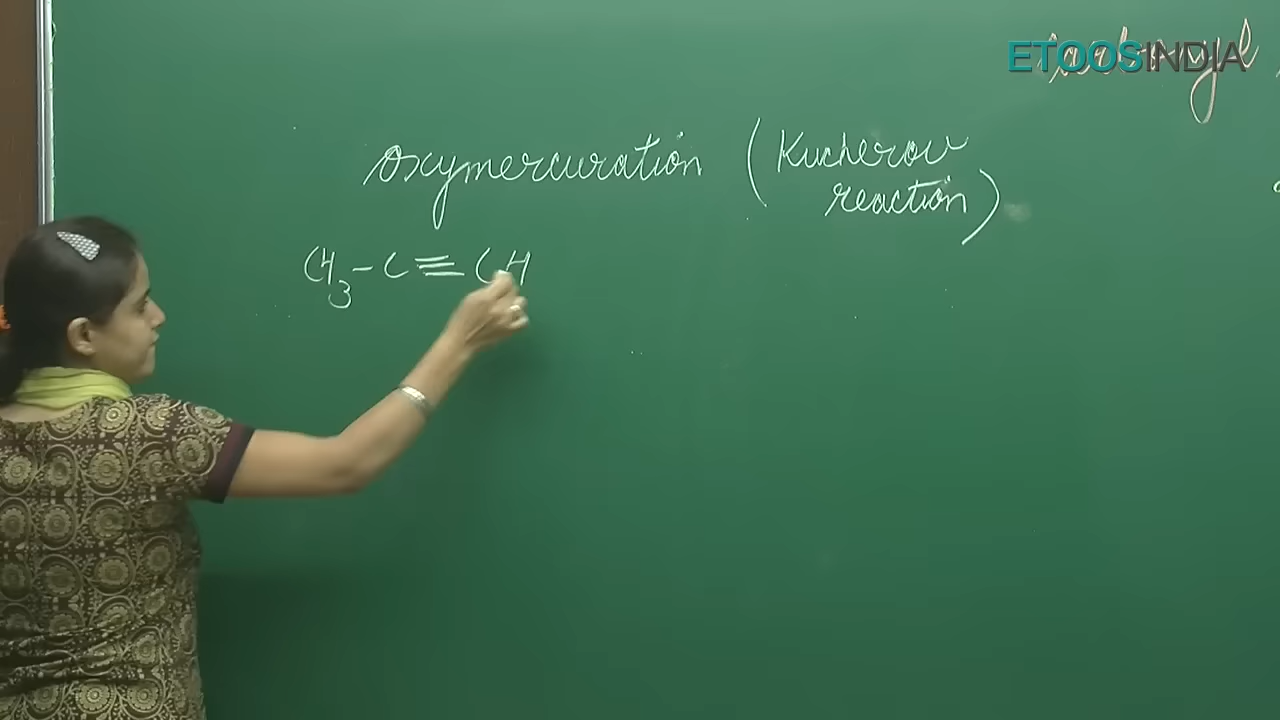 ETOOSINDIA
Oxymercuration (Kucherov
reaction)
CH3-C≡CH